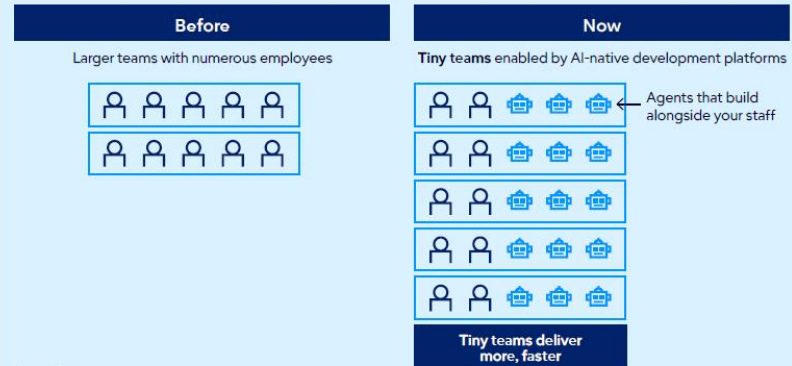 Before
Larger teams with numerous employees
Now
Tiny teams enabled by AI-native development platforms
Agents that build
alongside your staff
Tiny teams deliver
more, faster